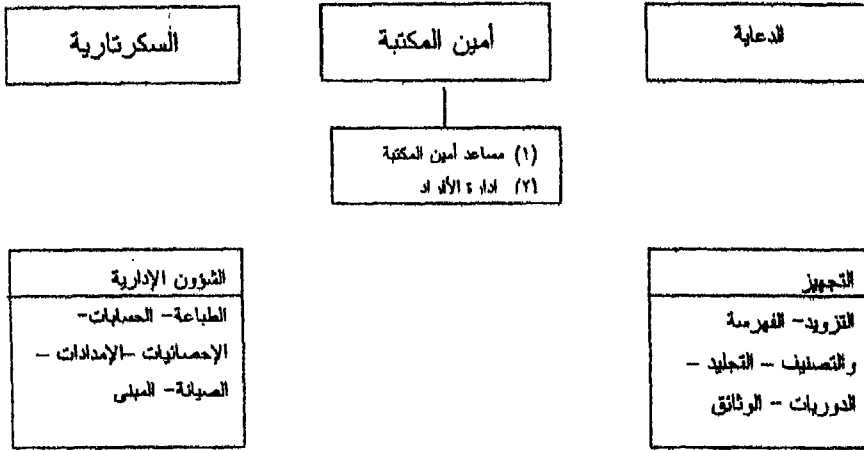 الدعاية
أمين المكتبة
السكرتارية
(١) مساعد أمين المكتبة
(٢) ادارة الأفراد
التجهيز
التزويد- الفهرسة
والتصنيف – التجليد –
الدوريات – الوثائق
الشؤون الإدارية
الطباعة- الحسابات-
الإحصائيات –الإمدادات –
الصيانة- المبنى